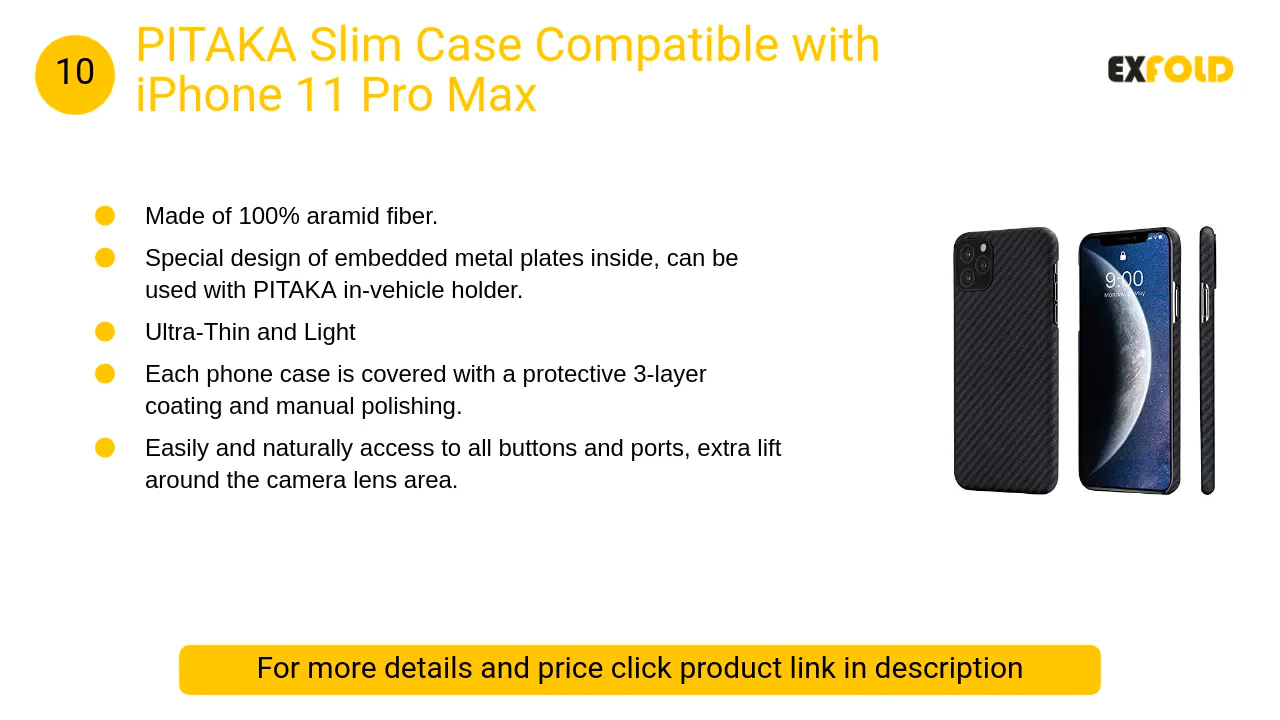 10
PITAKA Slim Case Compatible with
iPhone 11 Pro Max
EXFOLD
Made of 100% aramid fiber.
Special design of embedded metal plates inside, can be
used with PITAKA in-vehicle holder.
Ultra-Thin and Light
Each phone case is covered with a protective 3-layer
coating and manual polishing.
Easily and naturally access to all buttons and ports, extra lift
around the camera lens area.
9:00
For more details and price click product link in description